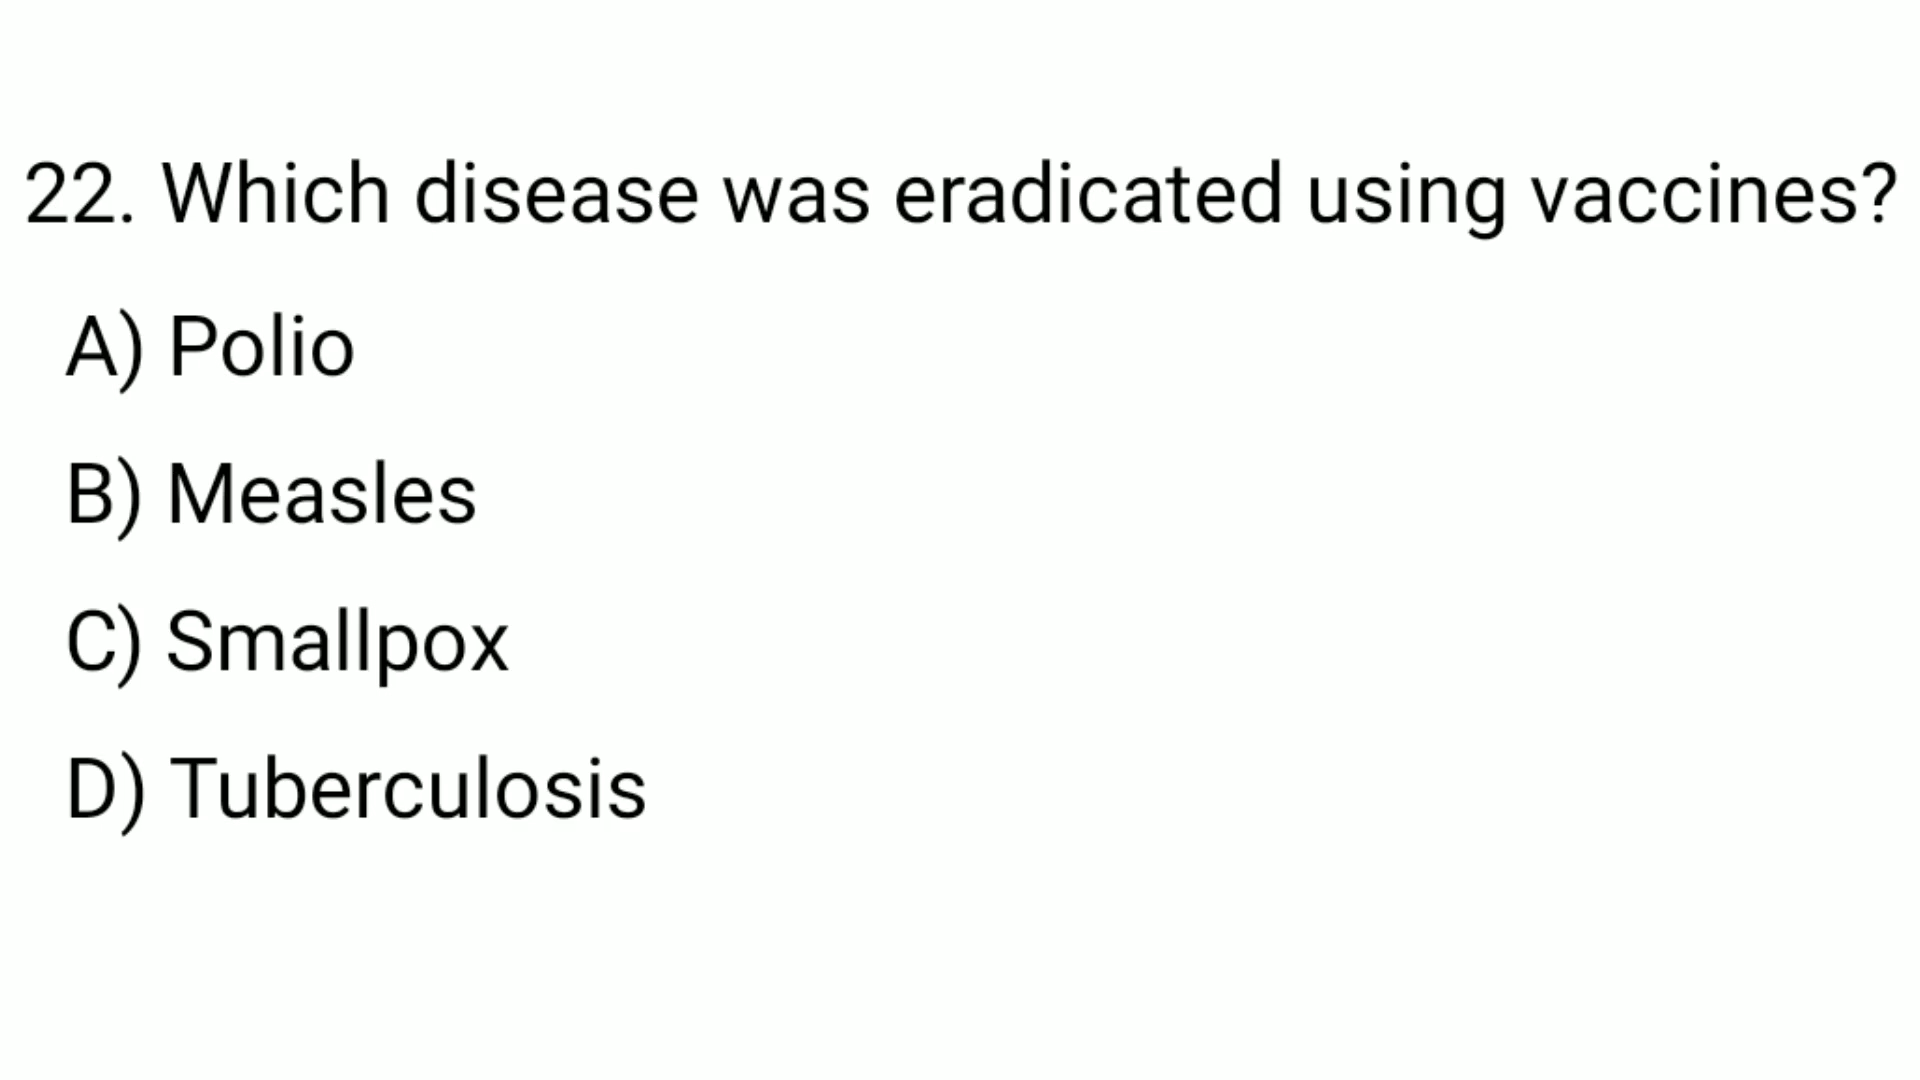 22. Which disease was eradicated using vaccines?
A) Polio
B) Measles
C) Smallpox
D) Tuberculosis